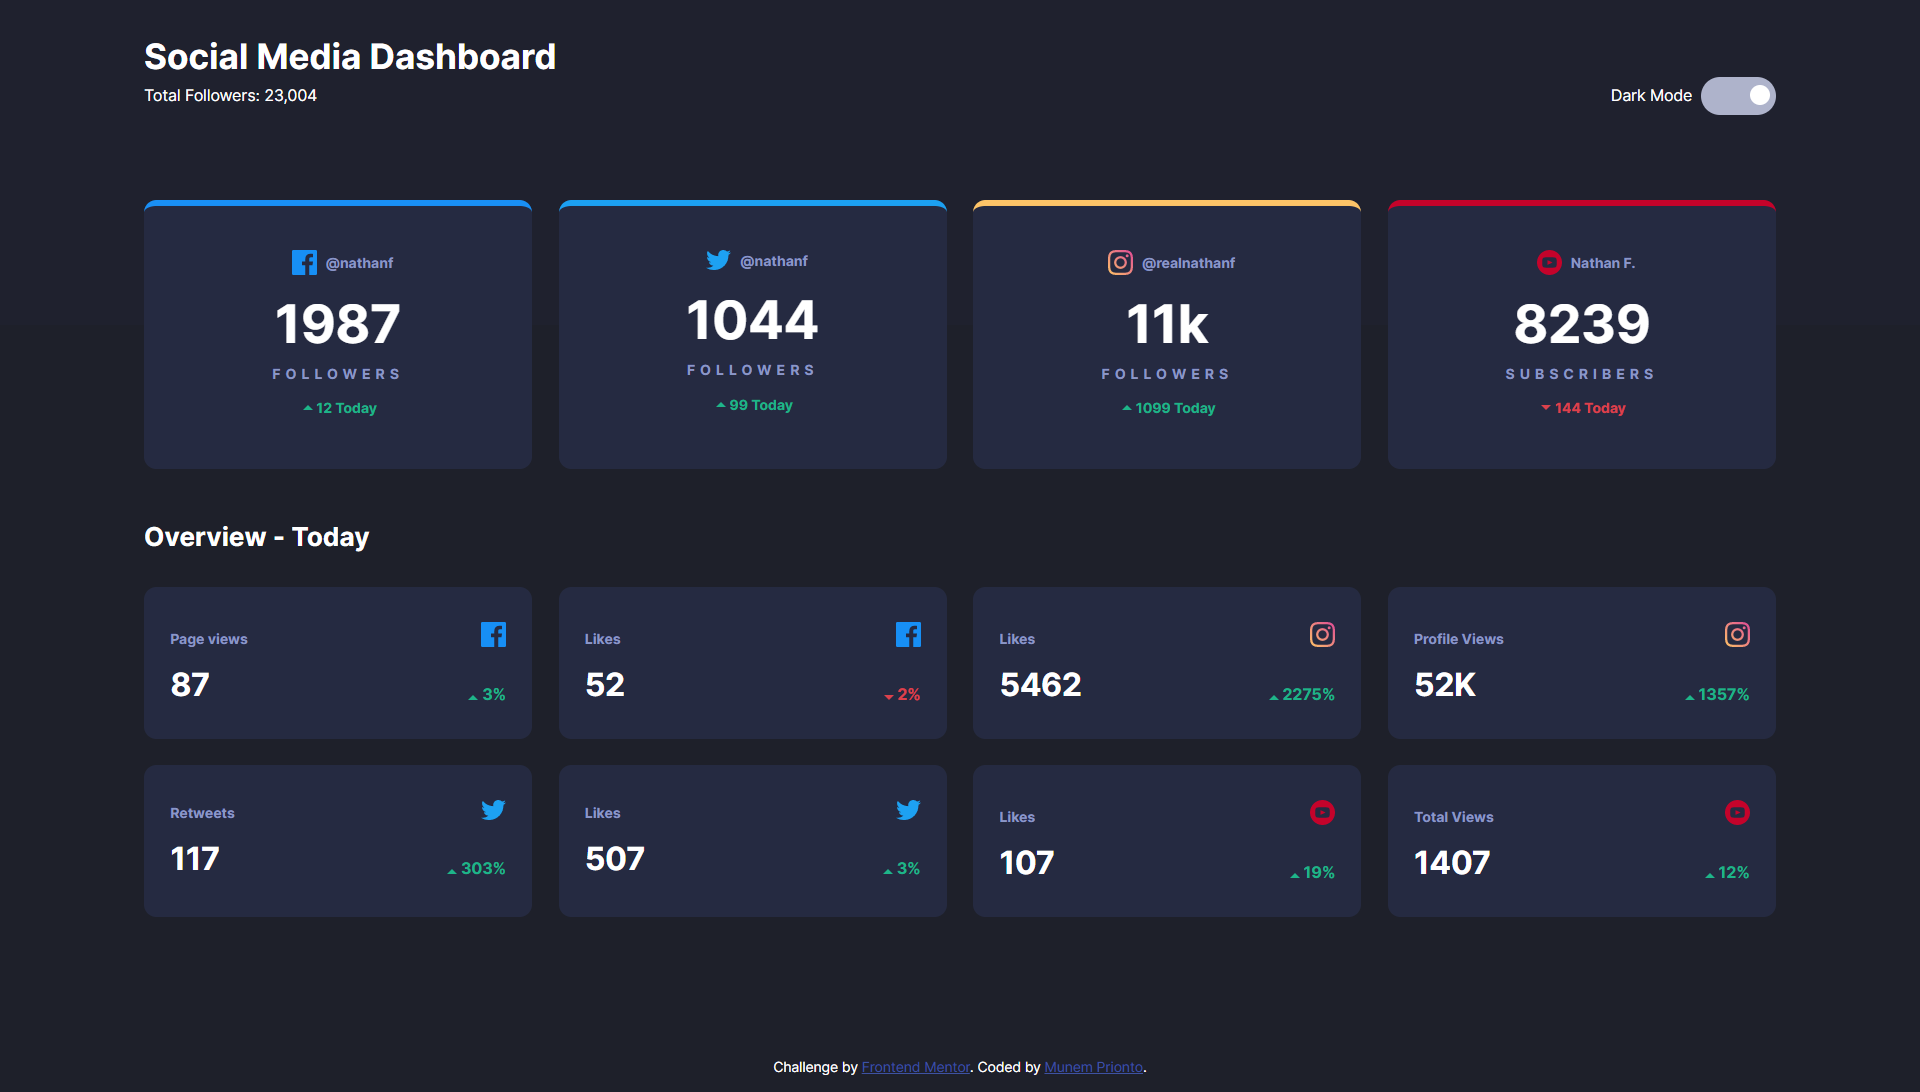 Social Media Dashboard
Total Followers: 23,004
Dark Mode
@nathanf
1987
FOLLOWERS
12 Today
@nathanf
1044
FOLLOWERS
99 Today
@realnathanf
11k
FOLLOWERS
1099 Today
Nathan F.
8239
SUBSCRIBERS
144 Today
Overview - Today
Page views
87
3%
Likes
52
2%
Likes
5462
2275%
Profile Views
52K
1357%
Retweets
117
303%
Likes
507
3%
Likes
107
19%
Total Views
1407
12%
Challenge by Frontend Mentor. Coded by Munem Prionto.